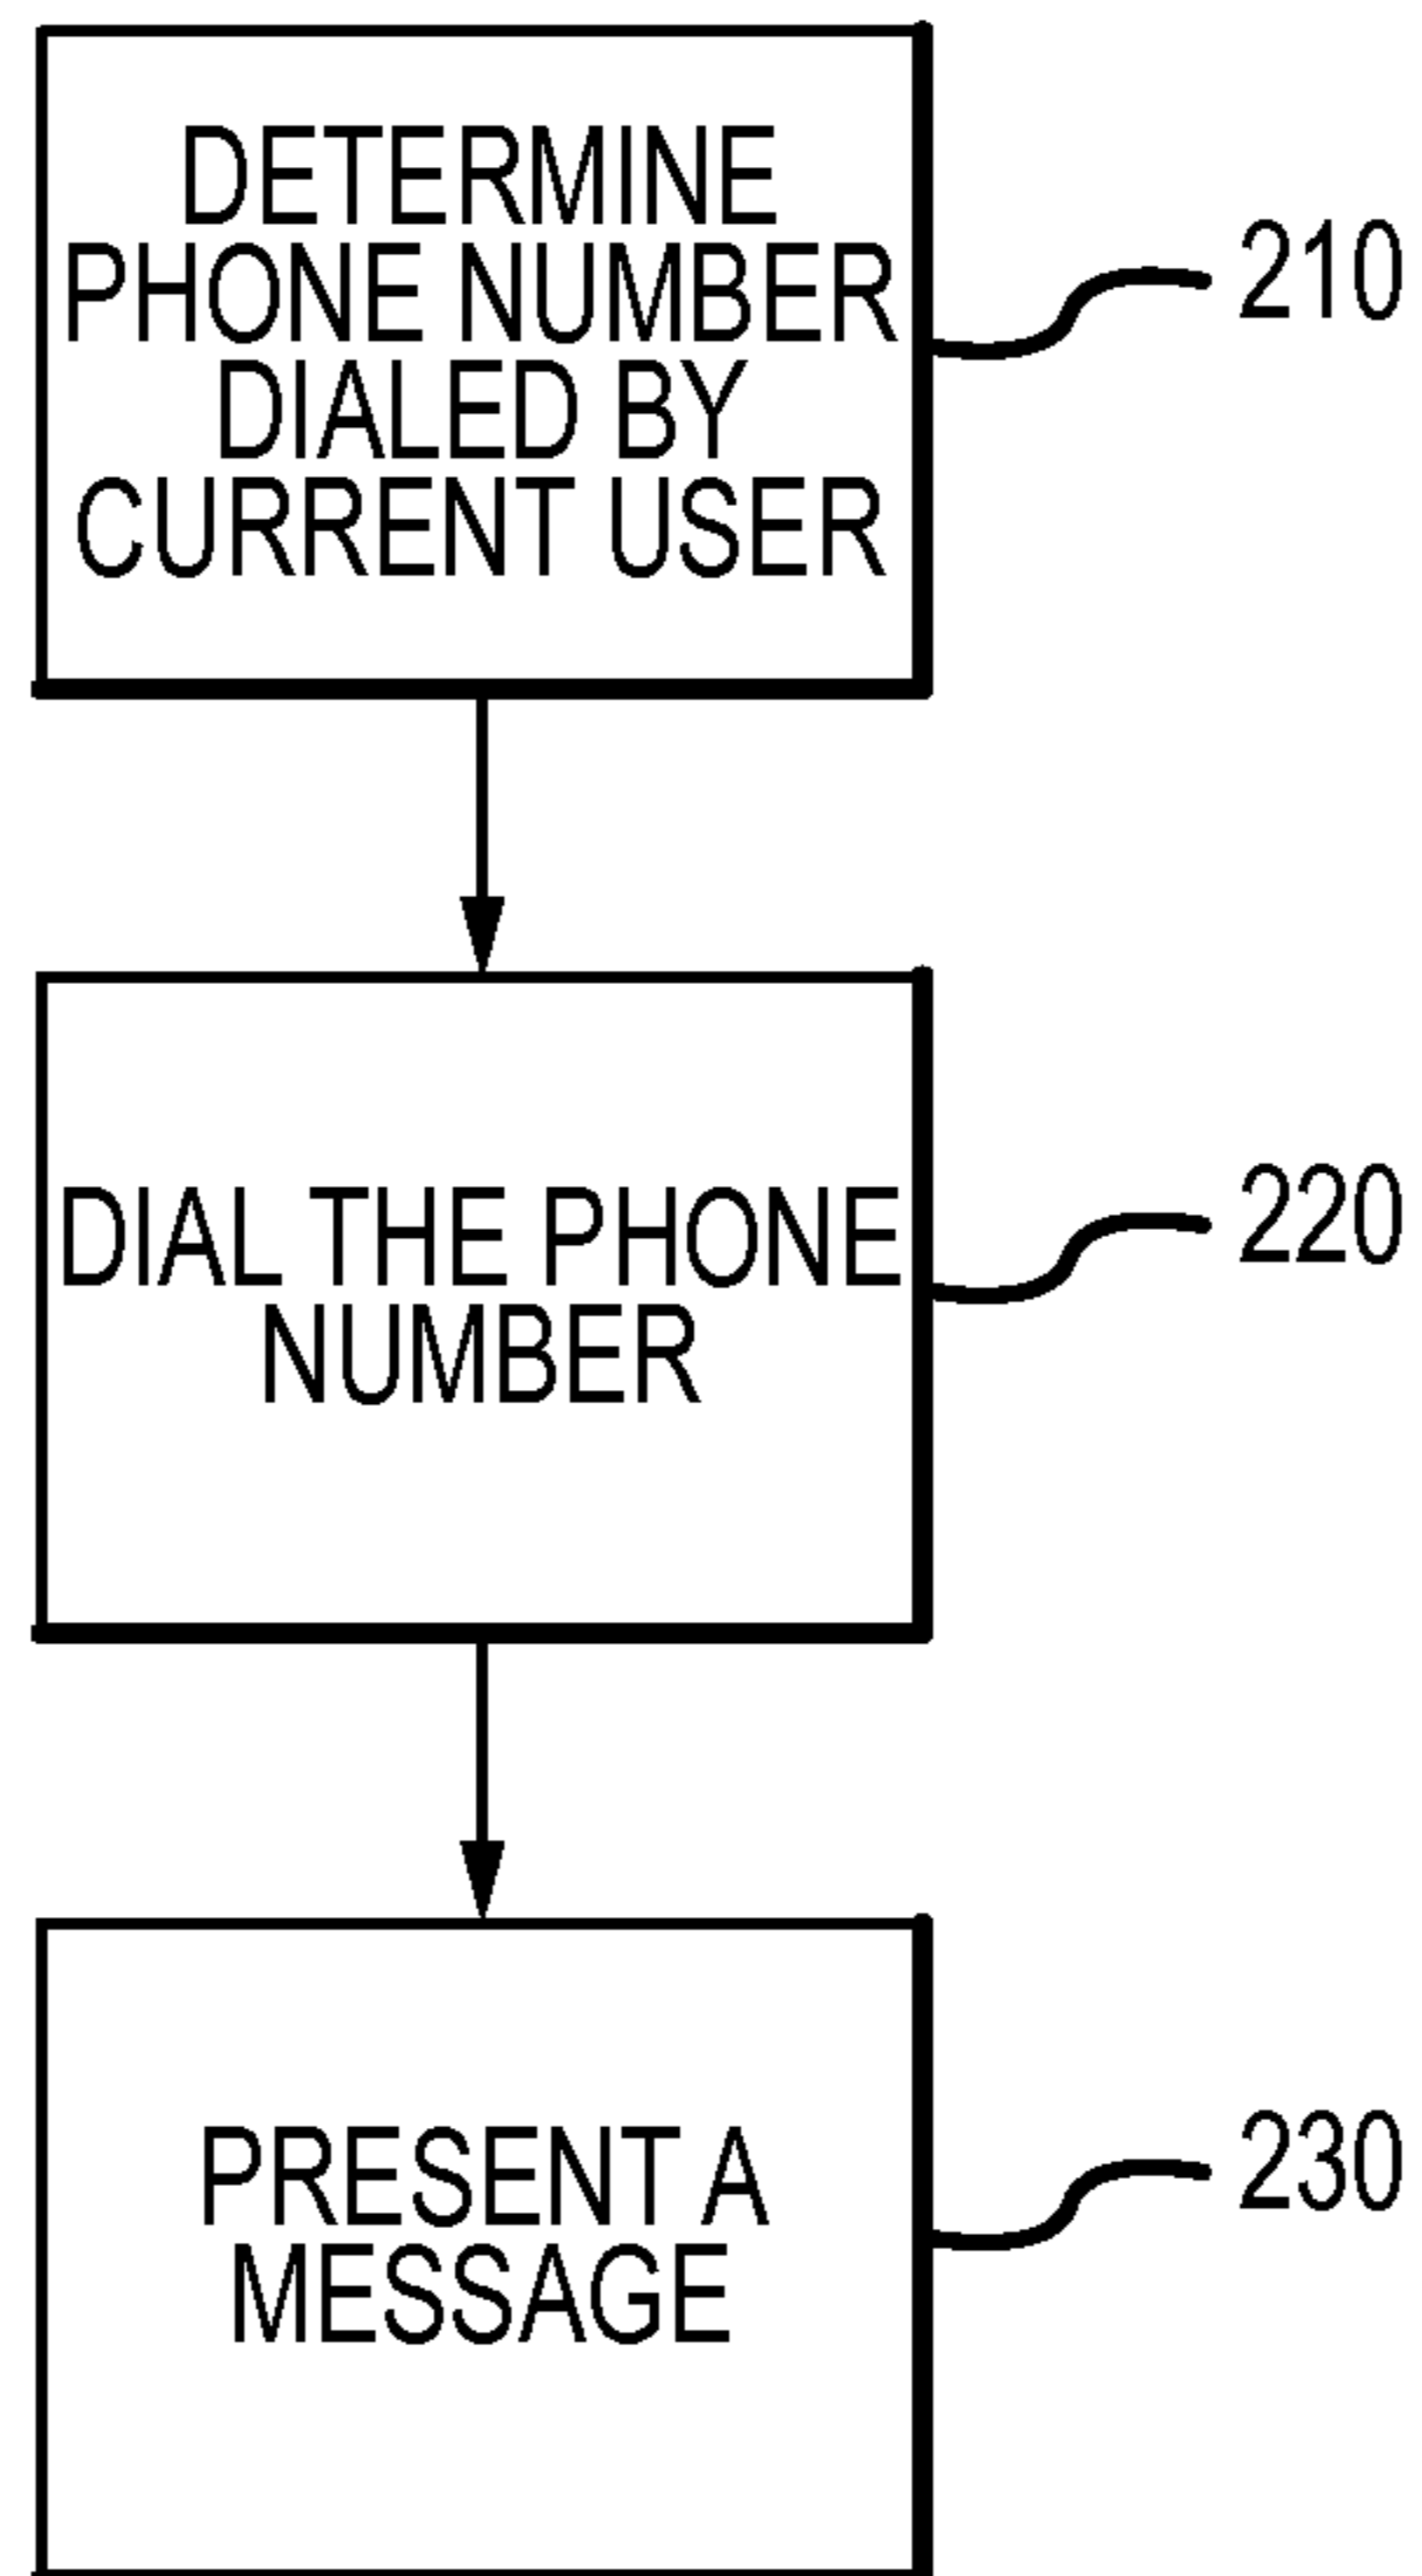 DETERMINE
PHONE NUMBER
DIALED BY
CURRENT USER
210
DIAL THE PHONE
NUMBER
220
PRESENT A
MESSAGE
230